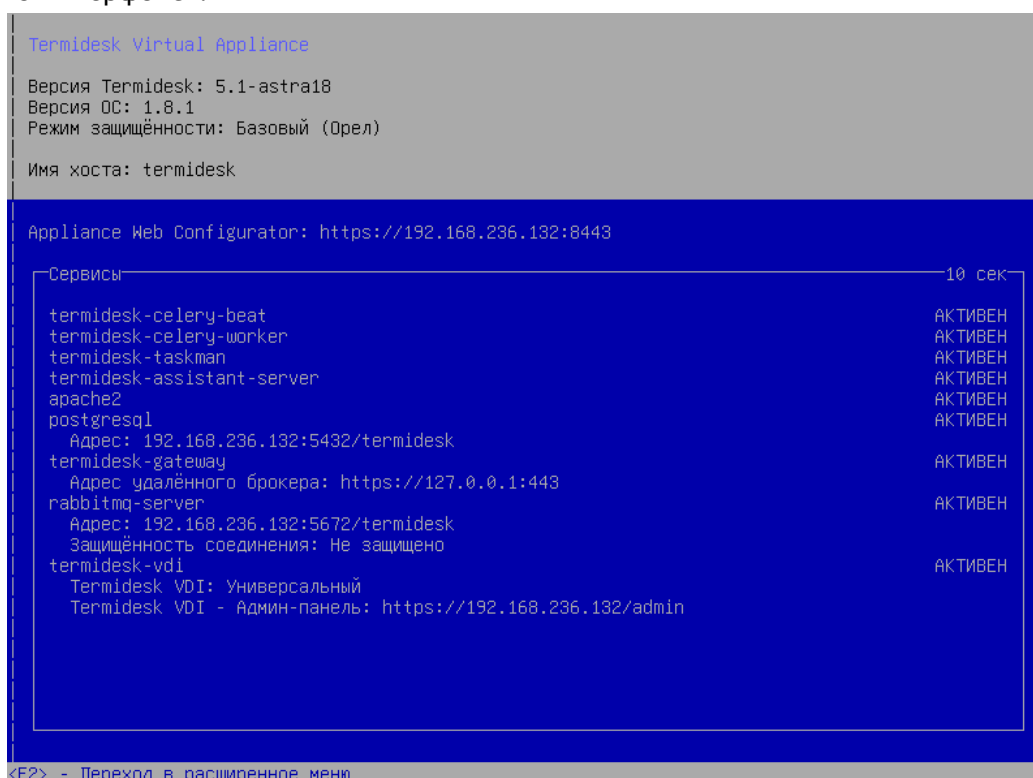 Termidesk Virtual Appliance
Версия Termidesk: 5.1-astra18
Версия ОС: 1.8.1
Режим защищённости: Базовый (Орел)
Имя хоста: termidesk
Appliance Web Configurator: https://192.168.236.132:8443
Сервисы 10 сек
termidesk-celery-beat АКТИВЕН
termidesk-celery-worker АКТИВЕН
termidesk-taskman АКТИВЕН
termidesk-assistant-server АКТИВЕН
apache2 АКТИВЕН
postgresql АКТИВЕН
Адрес: 192.168.236.132:5432/termidesk
termidesk-gateway АКТИВЕН
Адрес удалённого брокера: https://127.0.0.1:443
rabbitmq-server АКТИВЕН
Адрес: 192.168.236.132:5672/termidesk
Защищённость соединения: Не защищено
termidesk-vdi АКТИВЕН
Termidesk VDI: Универсальный
Termidesk VDI - Админ-панель: https://192.168.236.132/admin
<F2> - Переход в расширенное меню